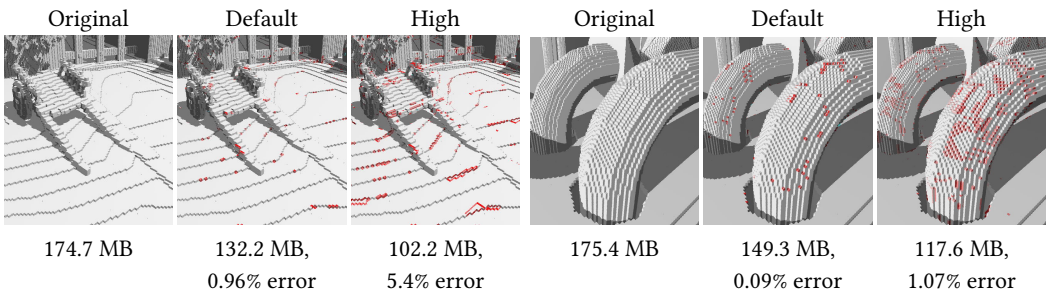 Original Default High Original Default High
174.7 MB 132.2 MB, 102.2 MB, 175.4 MB 149.3 MB, 117.6 MB,
0.96% error 5.4% error 0.09% error 1.07% error